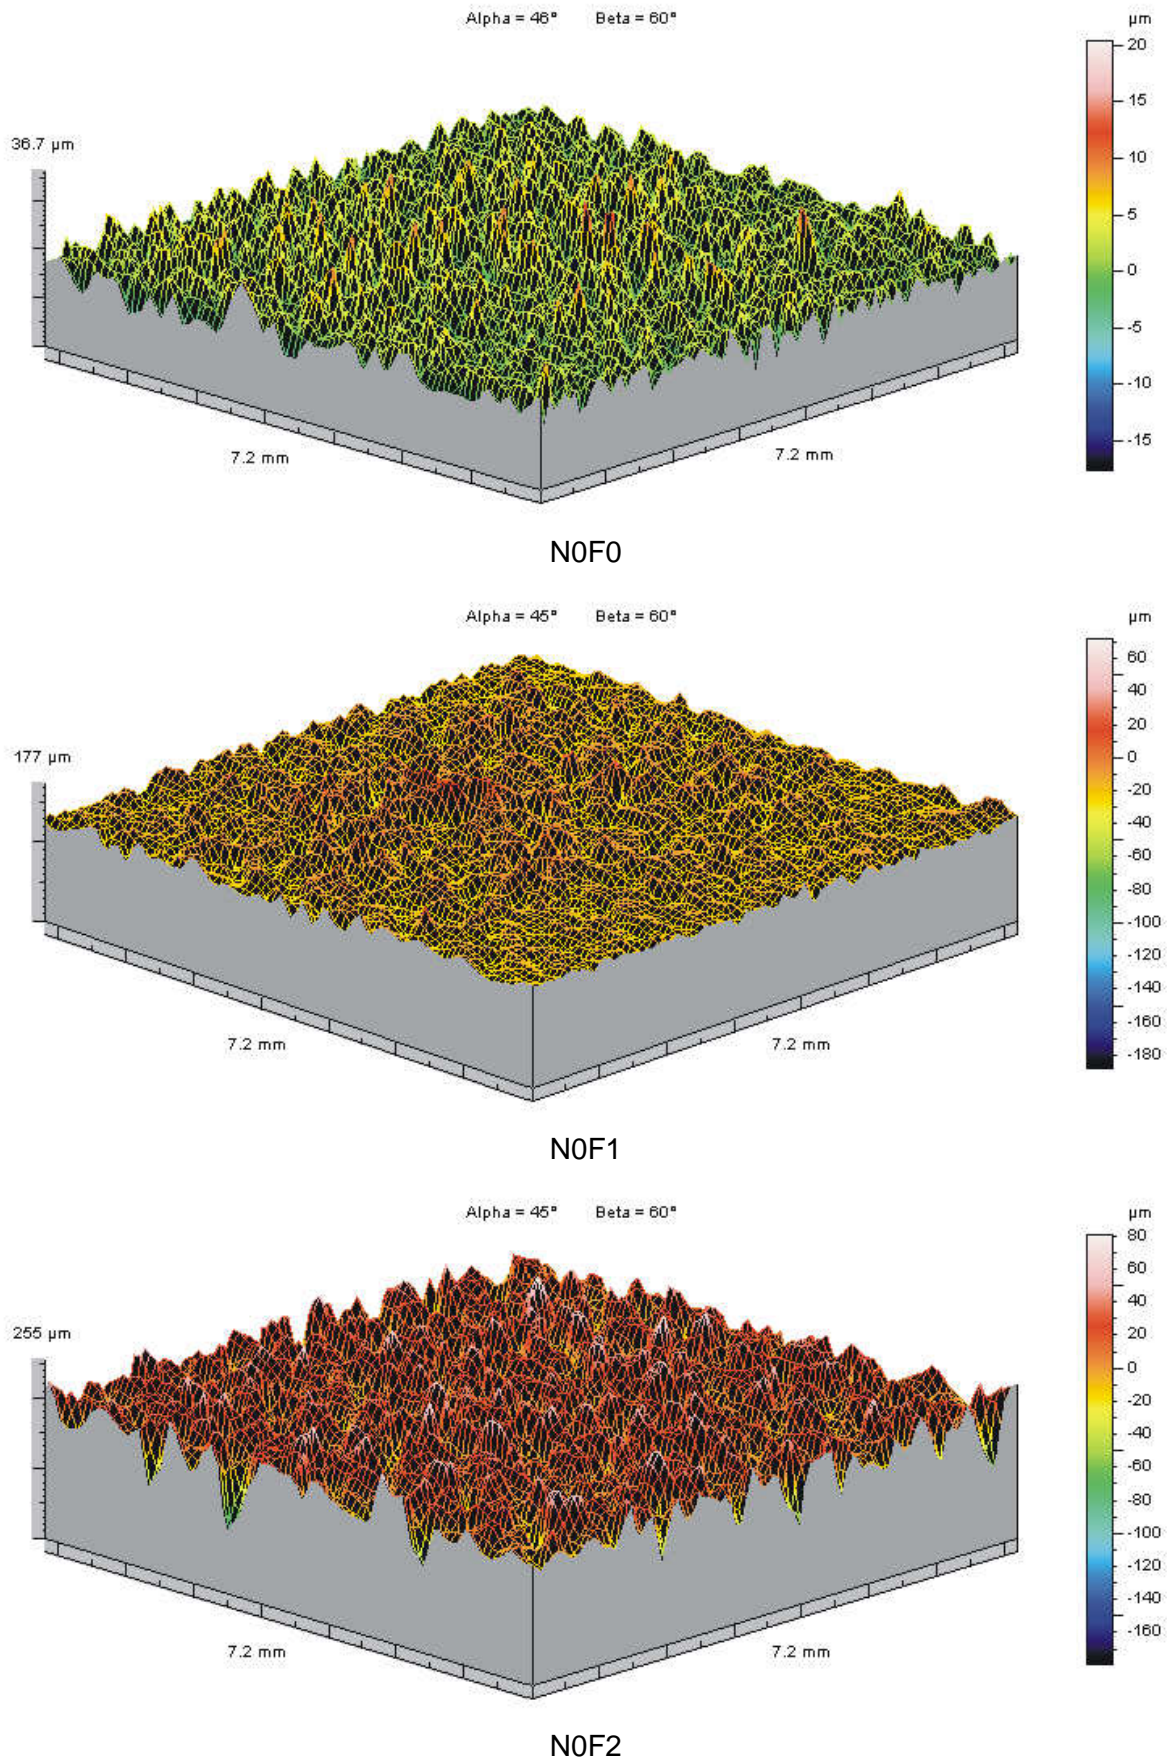 Alpha = 46°    Beta = 60°
µm
20
15
10
5
0
-5
-10
-15
36.7 µm
7.2 mm
7.2 mm
N0F0
Alpha = 45°    Beta = 60°
µm
60
40
20
0
-20
-40
-60
-80
-100
-120
-140
-160
-180
177 µm
7.2 mm
7.2 mm
N0F1
Alpha = 45°    Beta = 60°
µm
80
60
40
20
0
-20
-40
-60
-80
-100
-120
-140
-160
255 µm
7.2 mm
7.2 mm
N0F2